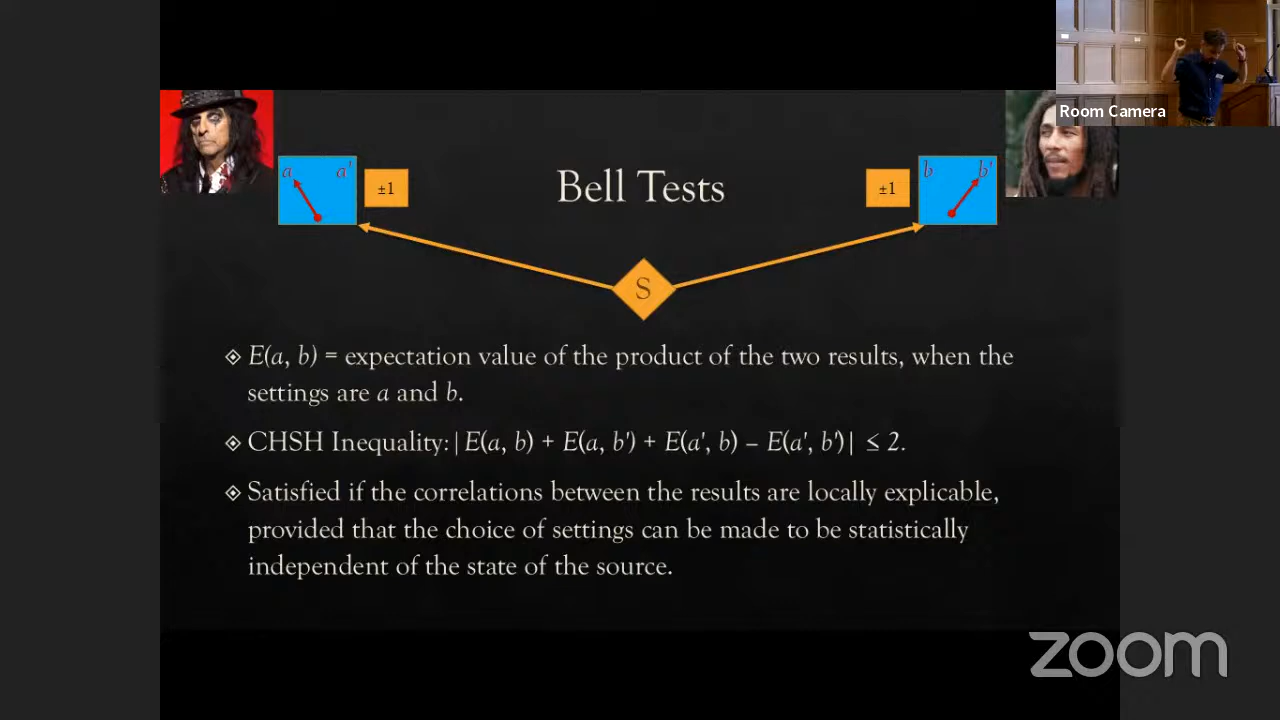 Room Camera
a a'
±1
Bell Tests
±1
b b'
S
E(a, b) = expectation value of the product of the two results, when the
settings are a and b.
CHSH Inequality: | E(a, b) + E(a, b') + E(a', b) – E(a', b')| ≤ 2.
Satisfied if the correlations between the results are locally explicable,
provided that the choice of settings can be made to be statistically
independent of the state of the source.
zoom